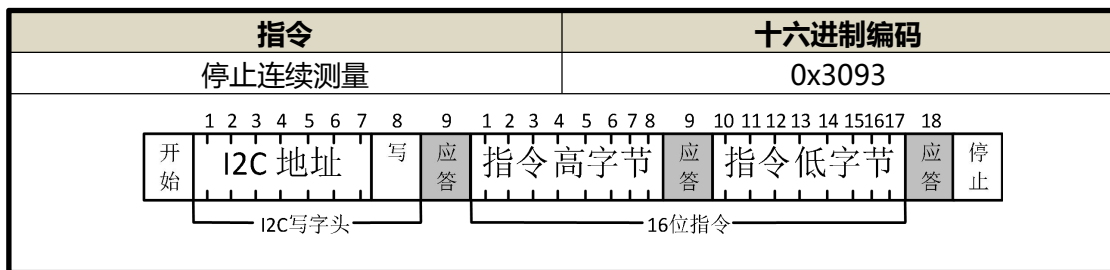 指令 十六进制编码
停止连续测量 0x3093
1 2 3 4 5 6 7 8 9 1 2 3 4 5 6 7 8 9 10 11 12 13 14 15 16 17 18
开始 I2C 地址 写 应答 指令高字节 应答 指令低字节 应答 停止
I2C写字头 16位指令